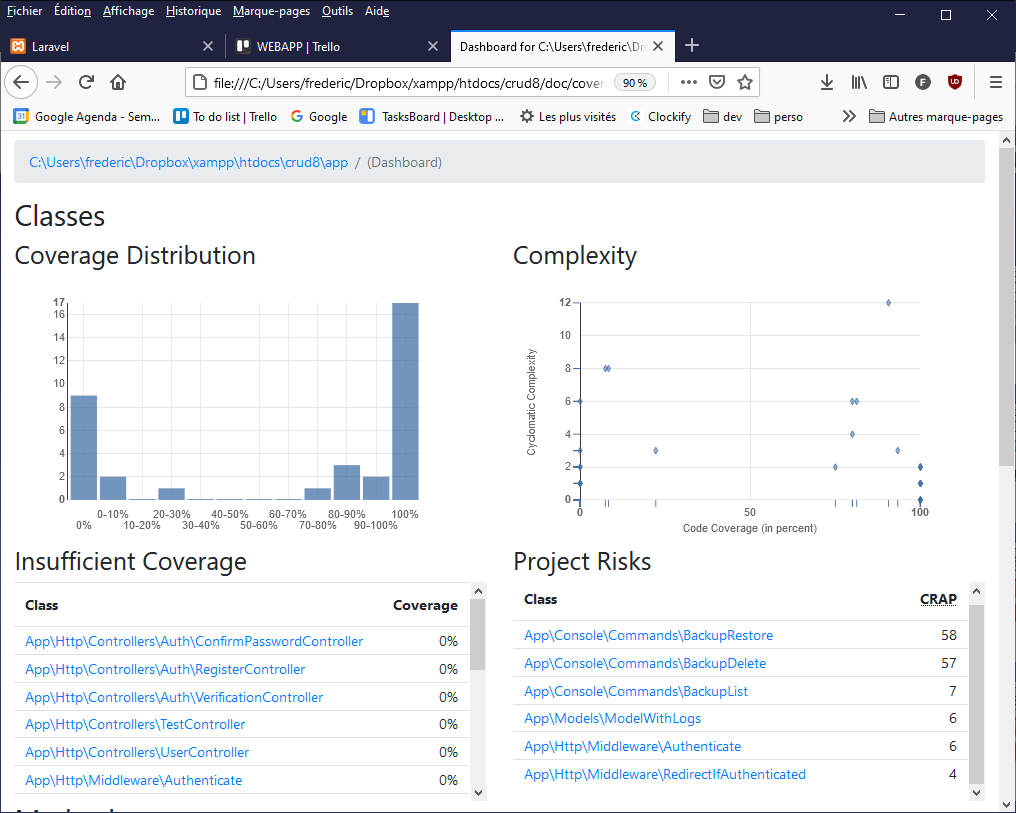 Fichier Édition Affichage Historique Marque-pages Outils Aide
Laravel WEBAPP | Trello Dashboard for C:\Users\frederic\Dro
file:///C:/Users/frederic/Dropbox/xampp/htdocs/crud8/doc/cover 90 %
Google Agenda - Sem... To do list | Trello Google TasksBoard | Desktop ... Les plus visités Clockify dev perso Autres marque-pages
C:\Users\frederic\Dropbox\xampp\htdocs\crud8\app / (Dashboard)
Classes
Coverage Distribution
17
16
14
12
10
8
6
4
2
0
0-10% 20-30% 40-50% 60-70% 80-90% 100%
0% 10-20% 30-40% 50-60% 70-80% 90-100%
Complexity
12
10
8
6
4
2
0
Cyclomatic Complexity
0 50 100
Code Coverage (in percent)
Insufficient Coverage
Class Coverage
App\Http\Controllers\Auth\ConfirmPasswordController 0%
App\Http\Controllers\Auth\RegisterController 0%
App\Http\Controllers\Auth\VerificationController 0%
App\Http\Controllers\TestController 0%
App\Http\Controllers\UserController 0%
App\Http\Middleware\Authenticate 0%
Project Risks
Class CRAP
App\Console\Commands\BackupRestore 58
App\Console\Commands\BackupDelete 57
App\Console\Commands\BackupList 7
App\Models\ModelWithLogs 6
App\Http\Middleware\Authenticate 6
App\Http\Middleware\RedirectIfAuthenticated 4